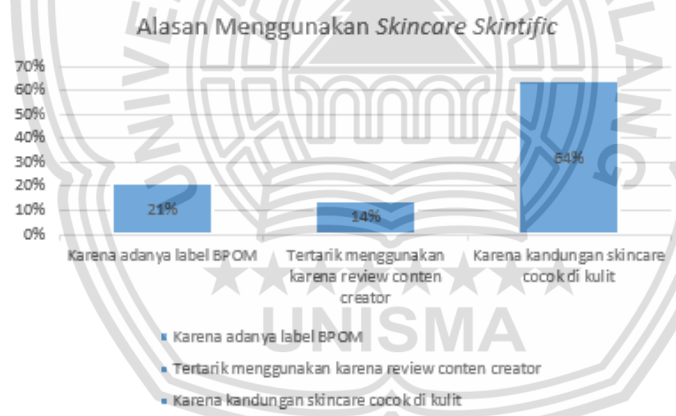 Alasan Menggunakan Skincare Skintific
70%
60%
50%
40%
30%
20%
10%
0%
21%
14%
64%
Karena adanya label BPOM
Tertarik menggunakan
karena review conten
creator
Karena kandungan skincare
cocok di kulit
Karena adanya label BPOM
Tertarik menggunakan karena review conten creator
Karena kandungan skincare cocok di kulit
UNISMA